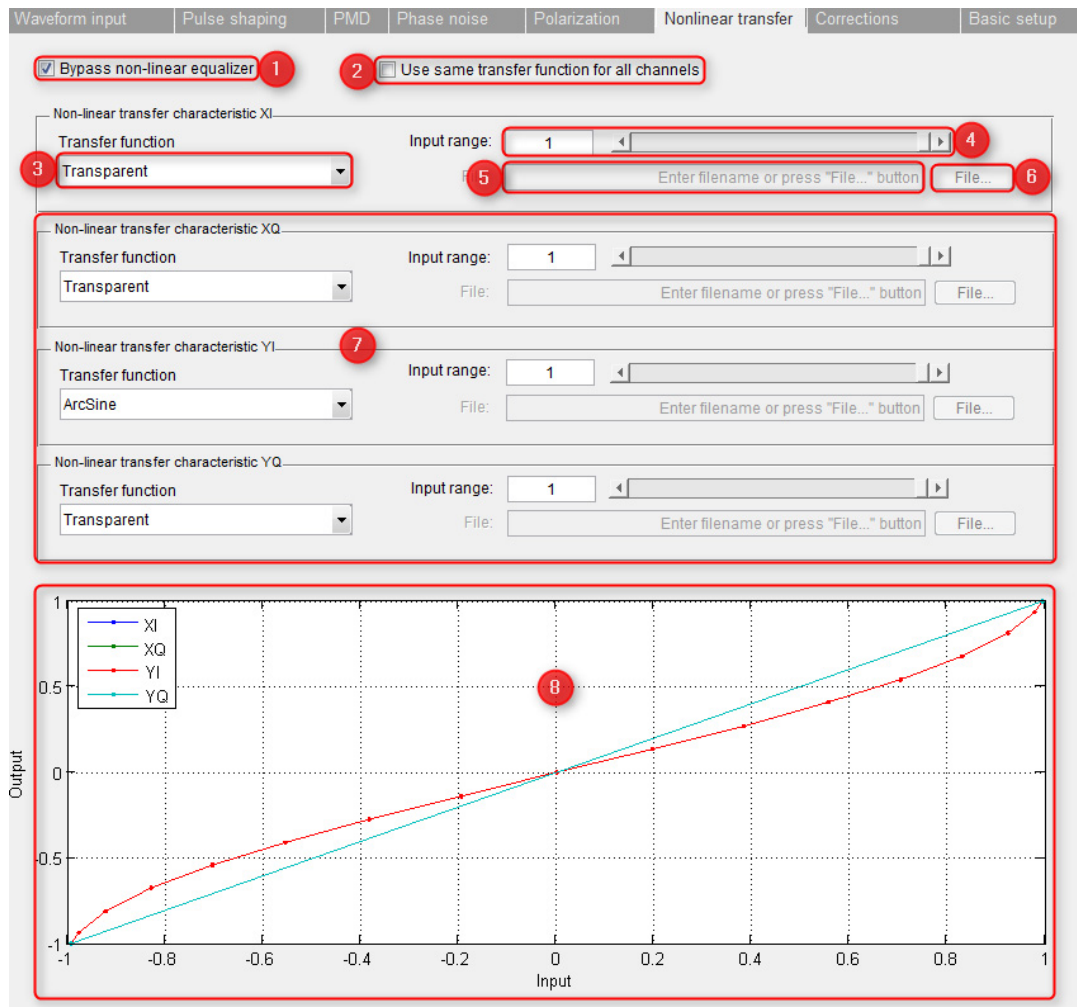 Waveform input Pulse shaping PMD Phase noise Polarization Nonlinear transfer Corrections Basic setup
Bypass non-linear equalizer 1 2 Use same transfer function for all channels
Non-linear transfer characteristic XI
Transfer function Input range: 1 4
3 Transparent 5 Enter filename or press "File..." button File... 6
Non-linear transfer characteristic XQ
Transfer function Input range: 1
Transparent File: Enter filename or press "File..." button File...
Non-linear transfer characteristic YI 7
Transfer function Input range: 1
ArcSine File: Enter filename or press "File..." button File...
Non-linear transfer characteristic YQ
Transfer function Input range: 1
Transparent File: Enter filename or press "File..." button File...
1
XI
XQ
YI
YQ
0.5
8
Output
0
-0.5
-1
-1 -0.8 -0.6 -0.4 -0.2 0 0.2 0.4 0.6 0.8 1
Input